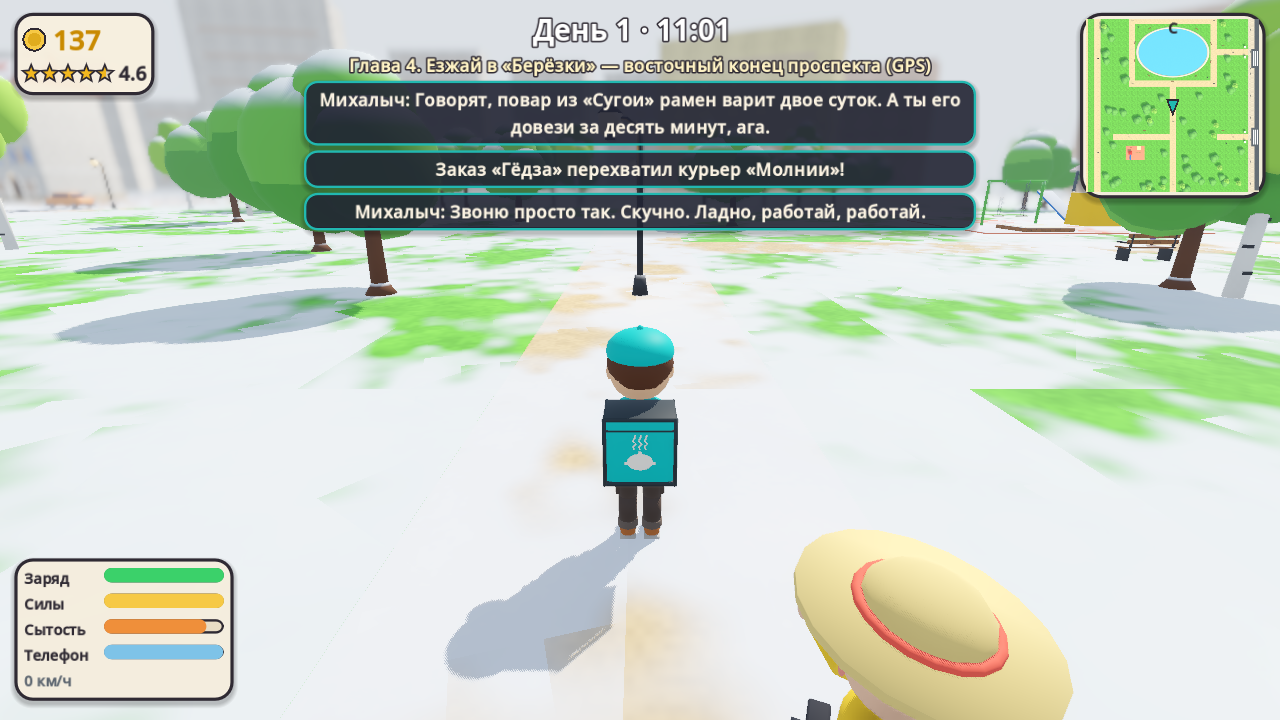 137
4.6
День 1 · 11:01
Глава 4. Езжай в «Берёзки» — восточный конец проспекта (GPS)
Михалыч: Говорят, повар из «Сугои» рамен варит двое суток. А ты его
довези за десять минут, ага.
Заказ «Гёдза» перехватил курьер «Молнии»!
Михалыч: Звоню просто так. Скучно. Ладно, работай, работай.
С
Заряд
Силы
Сытость
Телефон
0 км/ч